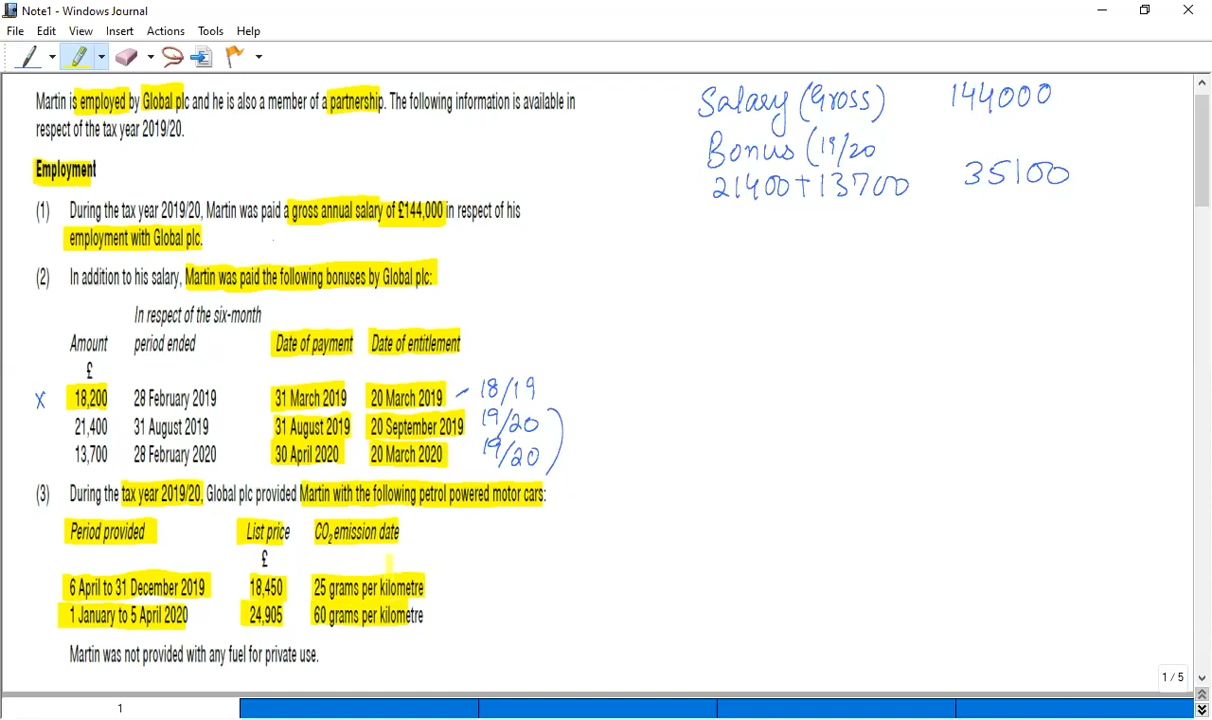 Note1 - Windows Journal
File Edit View Insert Actions Tools Help
Martin is employed by Global plc and he is also a member of a partnership. The following information is available in
respect of the tax year 2019/20.
Employment
(1) During the tax year 2019/20, Martin was paid a gross annual salary of £144,000 in respect of his
employment with Global plc.
(2) In addition to his salary, Martin was paid the following bonuses by Global plc:
In respect of the six-month
Amount period ended Date of payment Date of entitlement
£
x 18,200 28 February 2019 31 March 2019 20 March 2019 - 18/19
21,400 31 August 2019 31 August 2019 20 September 2019 19/20
13,700 28 February 2020 30 April 2020 20 March 2020 19/20
(3) During the tax year 2019/20, Global plc provided Martin with the following petrol powered motor cars:
Period provided List price CO₂ emission date
£
6 April to 31 December 2019 18,450 25 grams per kilometre
1 January to 5 April 2020 24,905 60 grams per kilometre
Martin was not provided with any fuel for private use.
Salary (Gross) 144000
Bonus (19/20
21400+13700 35100
1 / 5
1